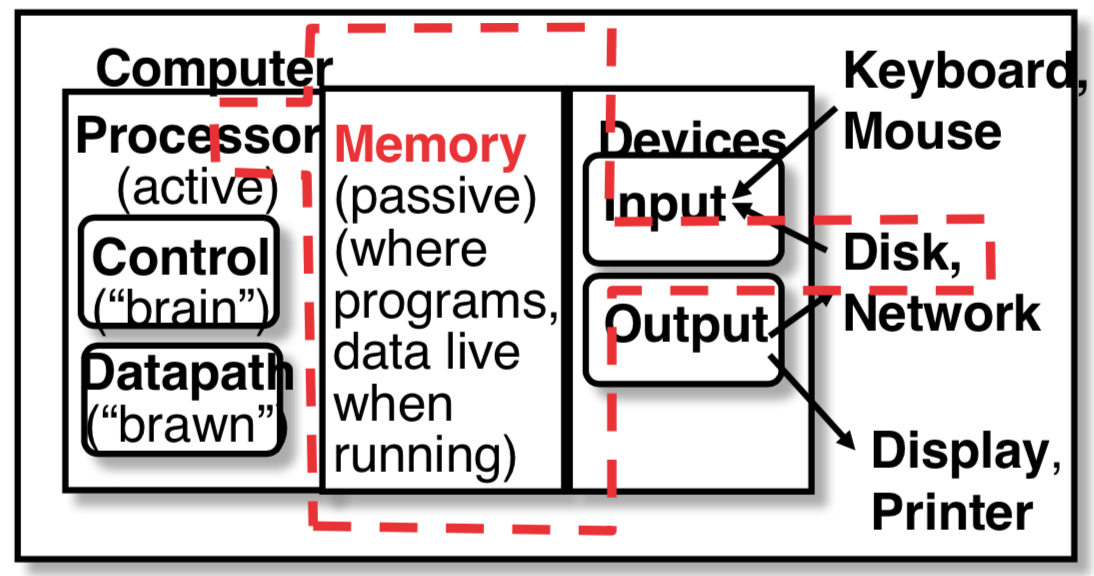 Computer
Processor
(active)
Control
(“brain”)
Datapath
(“brawn”)
Memory
(passive)
(where
programs,
data live
when
running)
Devices
Input
Output
Keyboard,
Mouse
Disk,
Network
Display,
Printer